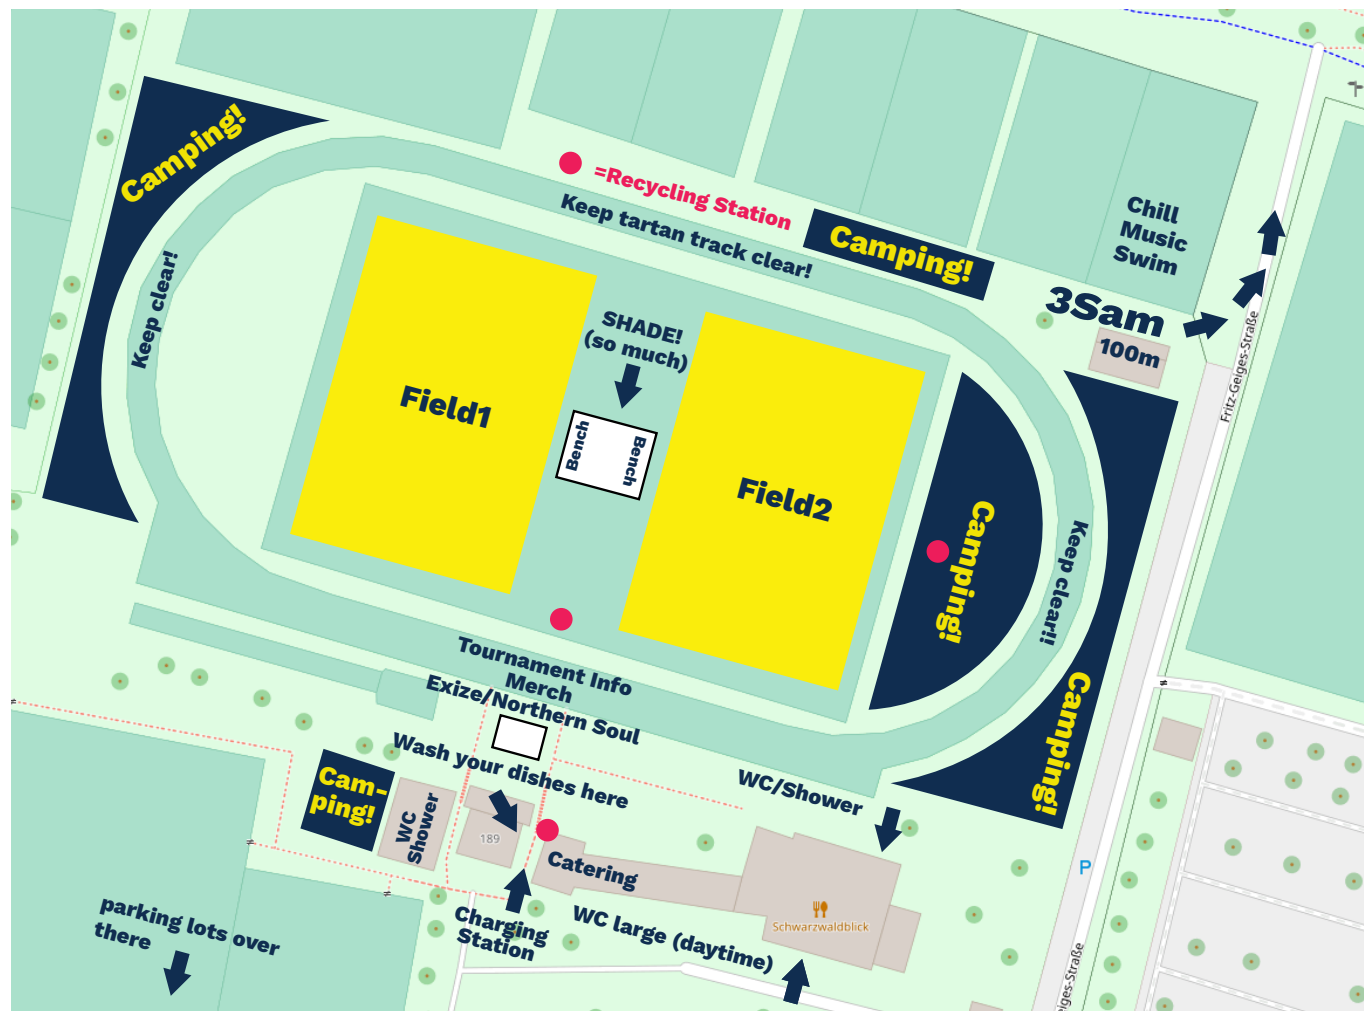 Camping!
=Recycling Station
Keep tartan track clear!
Camping!
Chill
Music
Swim
3Sam
100m
Fritz-Geiges-Straße
Keep clear!
SHADE!
(so much)
Field1
Bench
Bench
Field2
Camping!
Keep clear!!
Camping!
Tournament Info
Merch
Exize/Northern Soul
Wash your dishes here
WC/Shower
Cam-
ping!
WC
Shower
189
Catering
P
Schwarzwaldblick
Charging
Station
WC large (daytime)
parking lots over
there
eiges-Straße